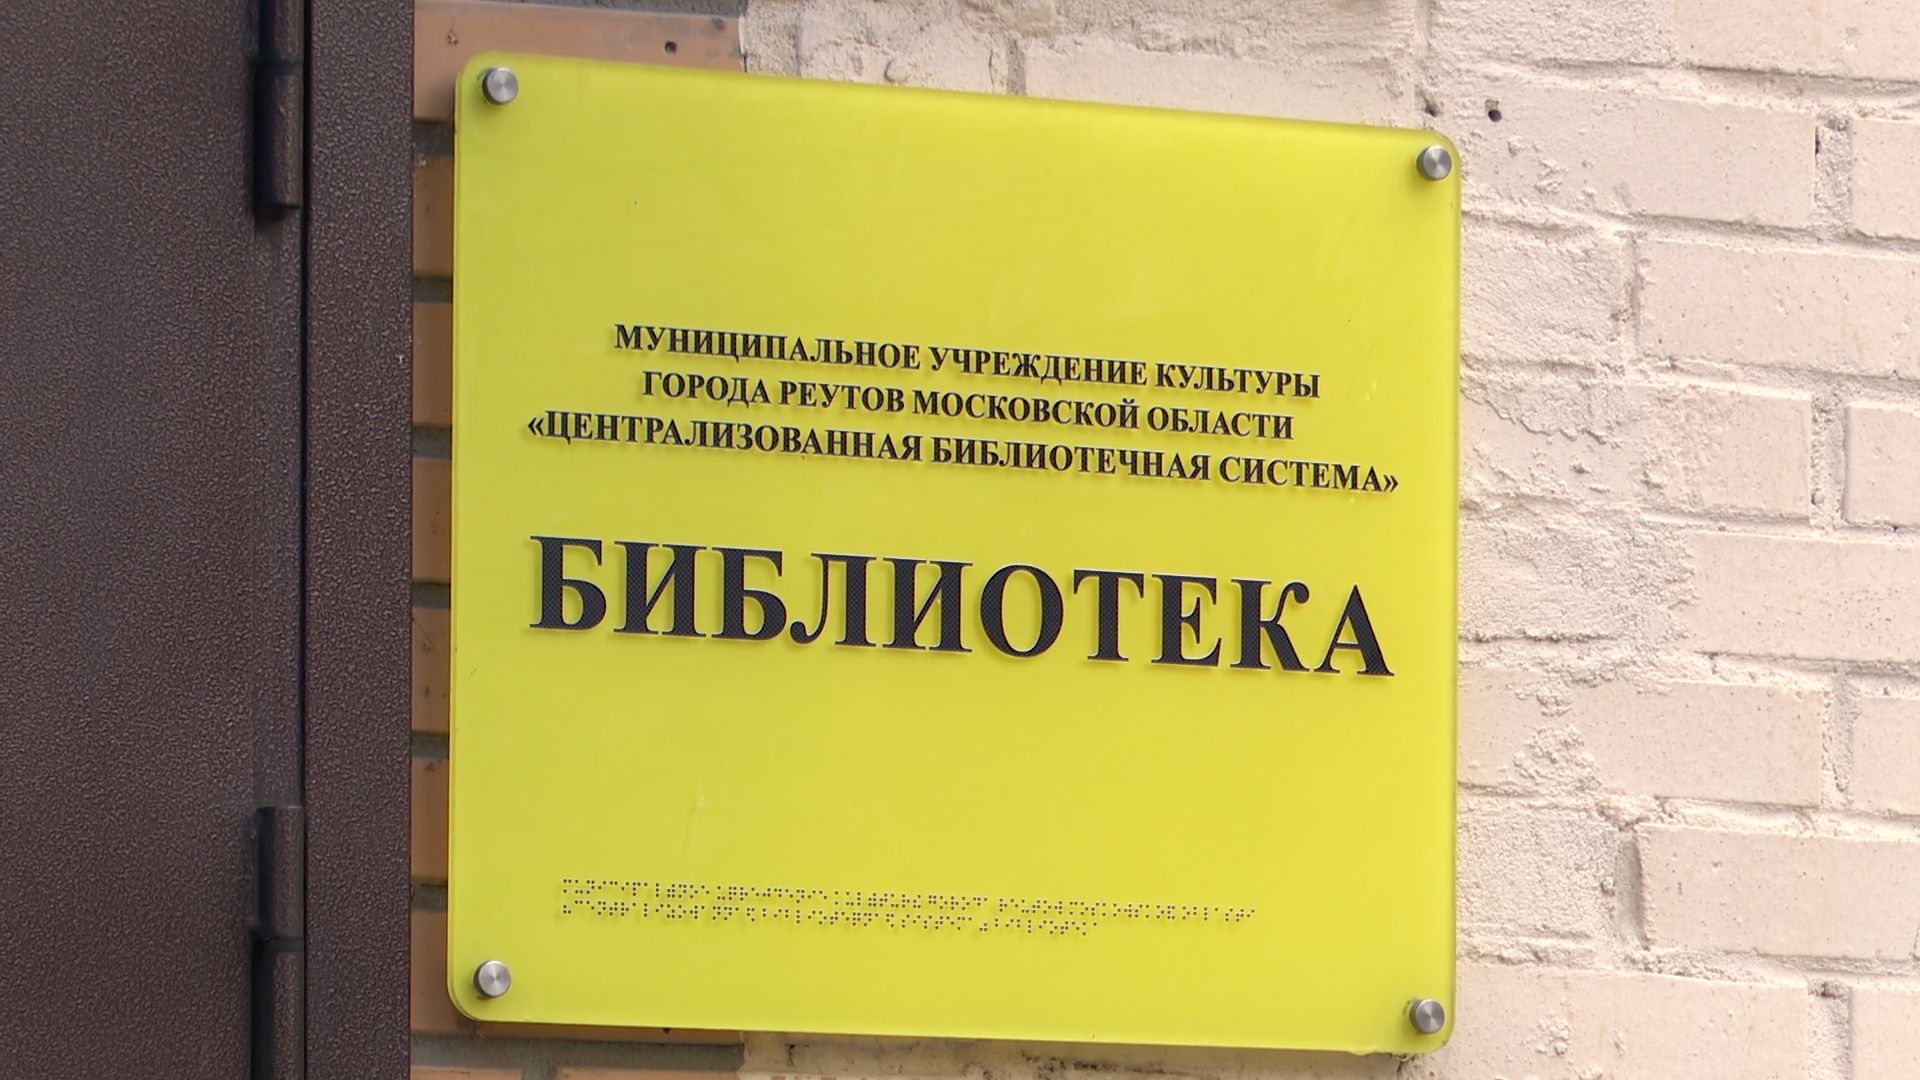 МУНИЦИПАЛЬНОЕ УЧРЕЖДЕНИЕ КУЛЬТУРЫ
ГОРОДА РЕУТОВ МОСКОВСКОЙ ОБЛАСТИ
«ЦЕНТРАЛИЗОВАННАЯ БИБЛИОТЕЧНАЯ СИСТЕМА»
БИБЛИОТЕКА